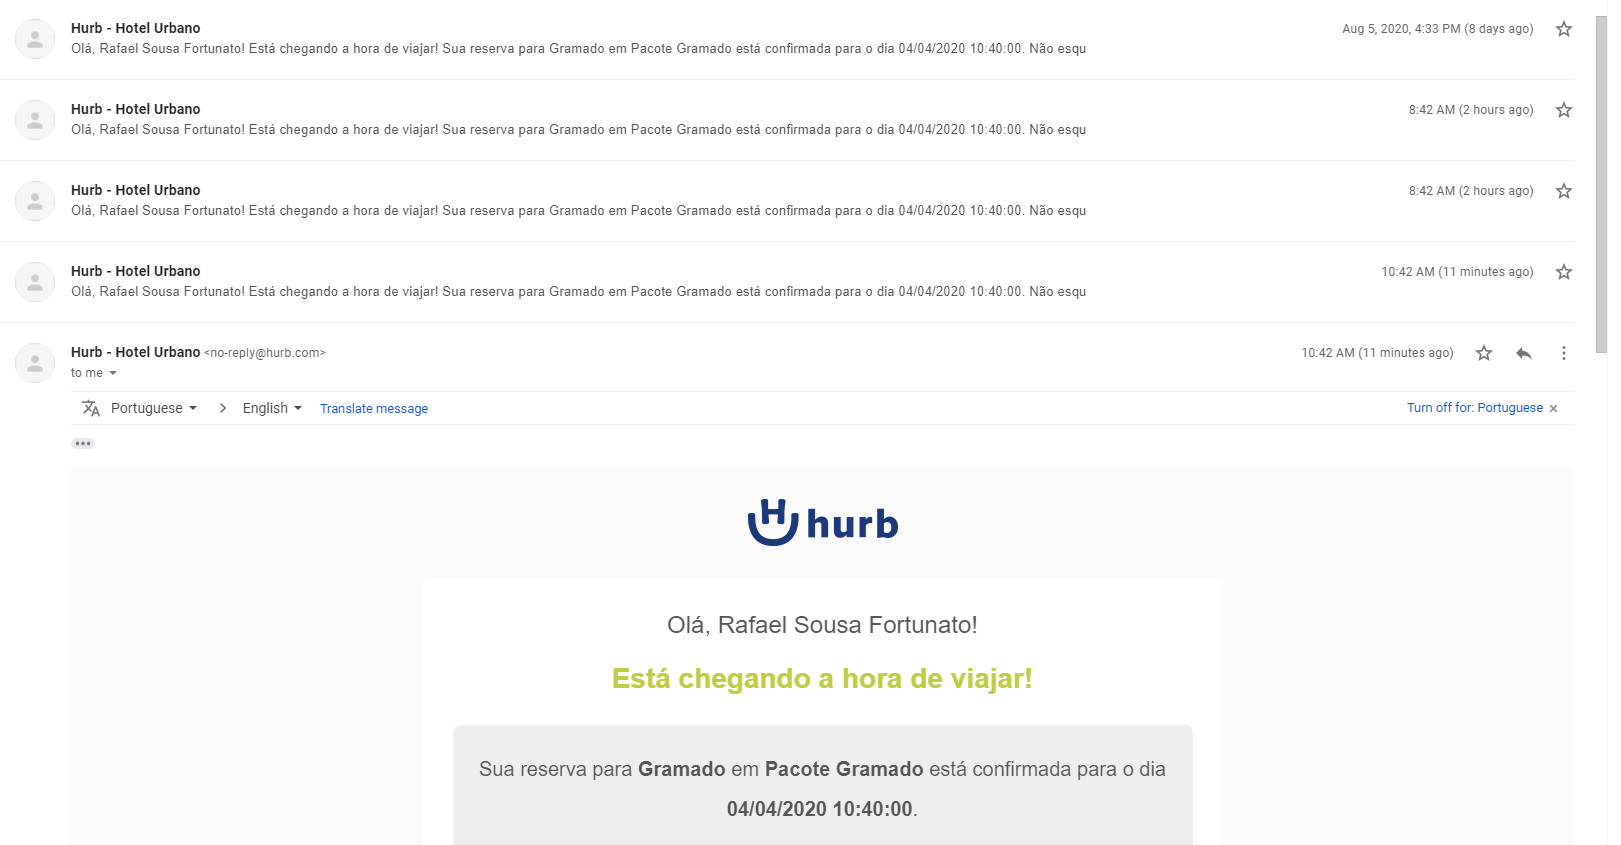 Hurb - Hotel Urbano
Aug 5, 2020, 4:33 PM (8 days ago)
Olá, Rafael Sousa Fortunato! Está chegando a hora de viajar! Sua reserva para Gramado em Pacote Gramado está confirmada para o dia 04/04/2020 10:40:00. Não esqu
Hurb - Hotel Urbano
8:42 AM (2 hours ago)
Olá, Rafael Sousa Fortunato! Está chegando a hora de viajar! Sua reserva para Gramado em Pacote Gramado está confirmada para o dia 04/04/2020 10:40:00. Não esqu
Hurb - Hotel Urbano
8:42 AM (2 hours ago)
Olá, Rafael Sousa Fortunato! Está chegando a hora de viajar! Sua reserva para Gramado em Pacote Gramado está confirmada para o dia 04/04/2020 10:40:00. Não esqu
Hurb - Hotel Urbano
10:42 AM (11 minutes ago)
Olá, Rafael Sousa Fortunato! Está chegando a hora de viajar! Sua reserva para Gramado em Pacote Gramado está confirmada para o dia 04/04/2020 10:40:00. Não esqu
Hurb - Hotel Urbano <no-reply@hurb.com>
10:42 AM (11 minutes ago)
to me
Portuguese > English Translate message
Turn off for: Portuguese ×
hurb
Olá, Rafael Sousa Fortunato!
Está chegando a hora de viajar!
Sua reserva para Gramado em Pacote Gramado está confirmada para o dia
04/04/2020 10:40:00.